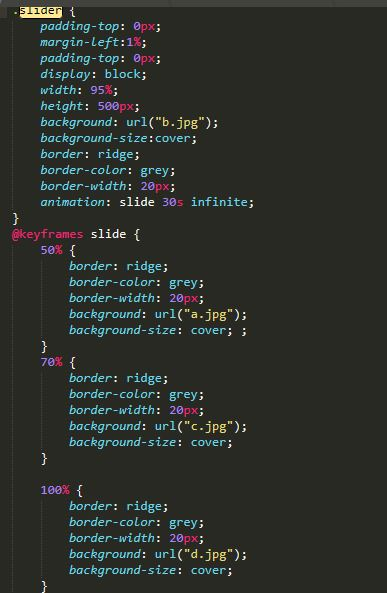 .slider {
padding-top: 0px;
margin-left:1%;
padding-top: 0px;
display: block;
width: 95%;
height: 500px;
background: url("b.jpg");
background-size:cover;
border: ridge;
border-color: grey;
border-width: 20px;
animation: slide 30s infinite;
}
@keyframes slide {
50% {
border: ridge;
border-color: grey;
border-width: 20px;
background: url("a.jpg");
background-size: cover; ;
}
70% {
border: ridge;
border-color: grey;
border-width: 20px;
background: url("c.jpg");
background-size: cover;
}
100% {
border: ridge;
border-color: grey;
border-width: 20px;
background: url("d.jpg");
background-size: cover;
}